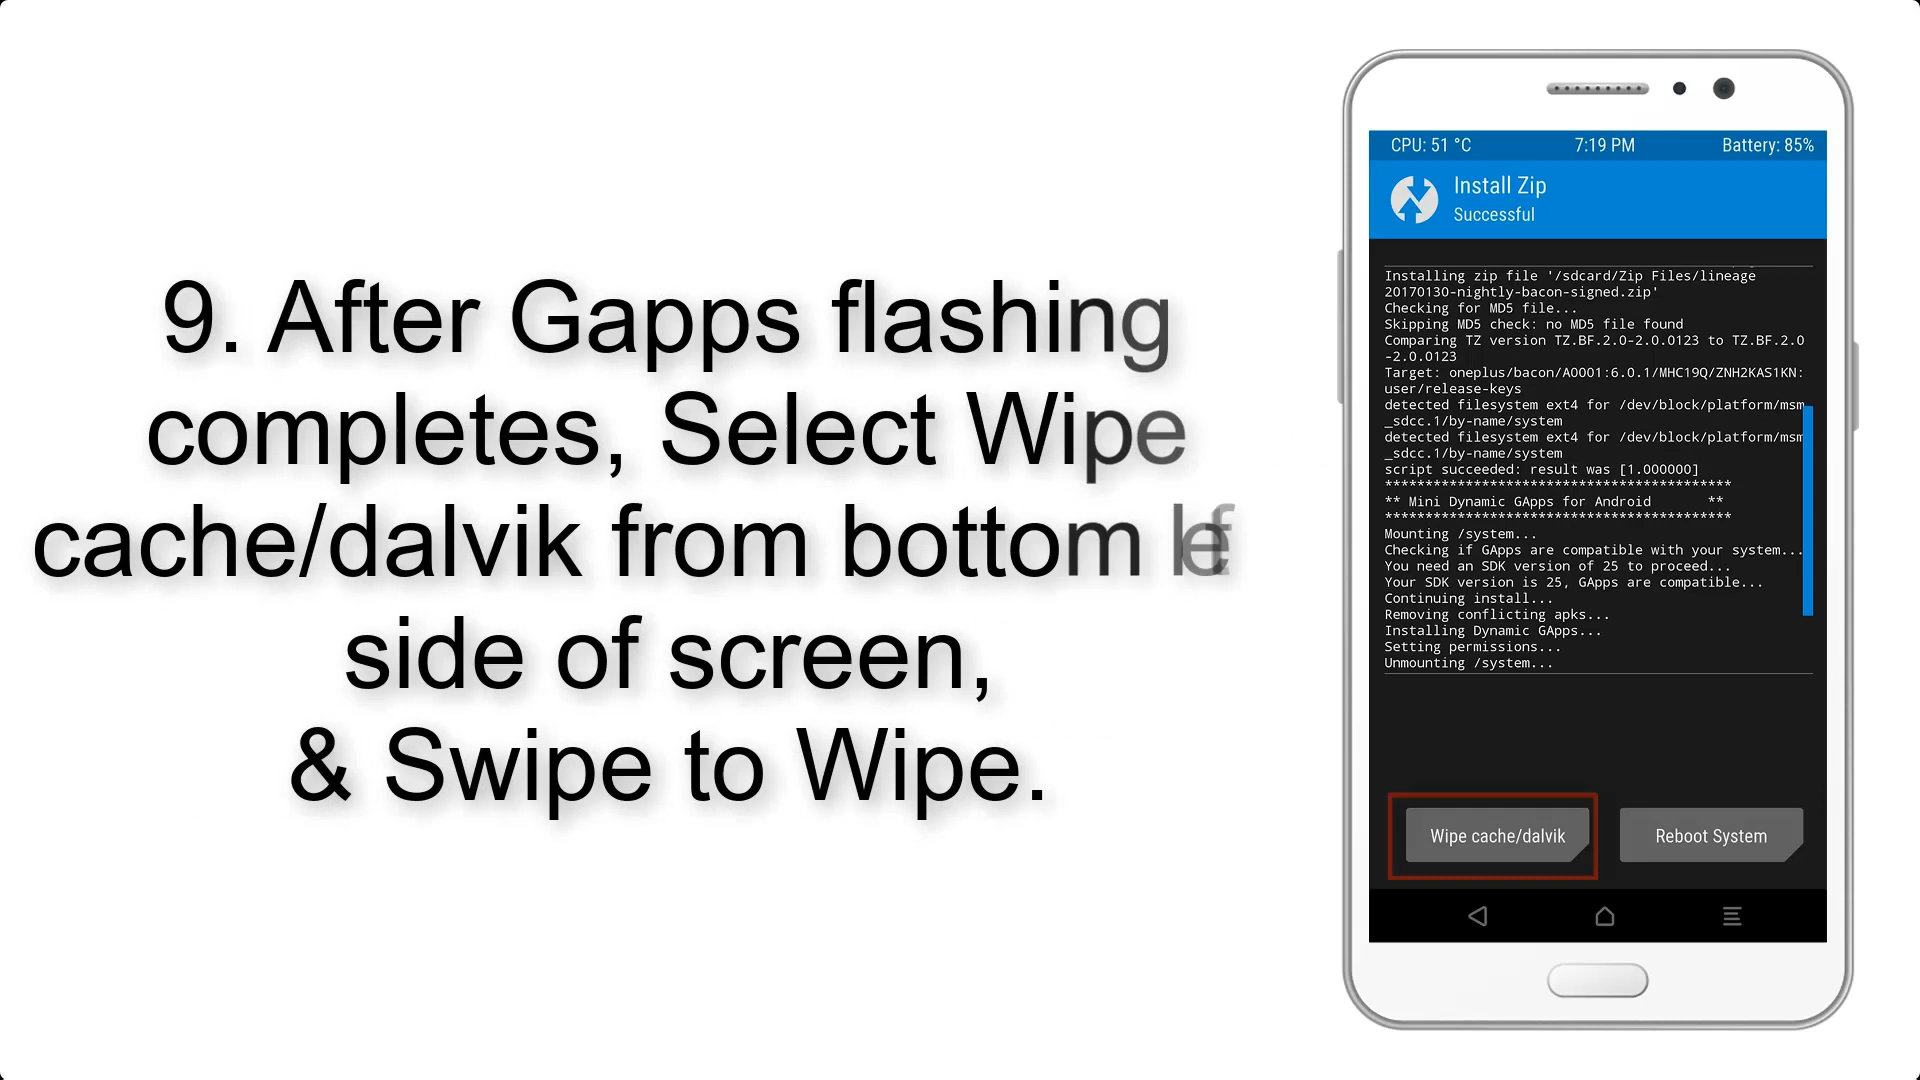 9. After Gapps flashing
completes, Select Wipe
cache/dalvik from bottom lef
side of screen,
& Swipe to Wipe.
CPU: 51 °C
7:19 PM
Battery: 85%
Install Zip
Successful
Installing zip file '/sdcard/Zip Files/lineage
20170130-nightly-bacon-signed.zip'
Checking for MD5 file...
Skipping MD5 check: no MD5 file found
Comparing TZ version TZ.BF.2.0-2.0.0123 to TZ.BF.2.0
-2.0.0123
Target: oneplus/bacon/A0001:6.0.1/MHC19Q/ZNH2KAS1KN:
user/release-keys
detected filesystem ext4 for /dev/block/platform/msm
_sdcc.1/by-name/system
detected filesystem ext4 for /dev/block/platform/msm
_sdcc.1/by-name/system
script succeeded: result was [1.000000]
******************************************
** Mini Dynamic GApps for Android **
******************************************
Mounting /system...
Checking if GApps are compatible with your system...
You need an SDK version of 25 to proceed...
Your SDK version is 25, GApps are compatible...
Continuing install...
Removing conflicting apks...
Installing Dynamic GApps...
Setting permissions...
Unmounting /system...
Wipe cache/dalvik
Reboot System